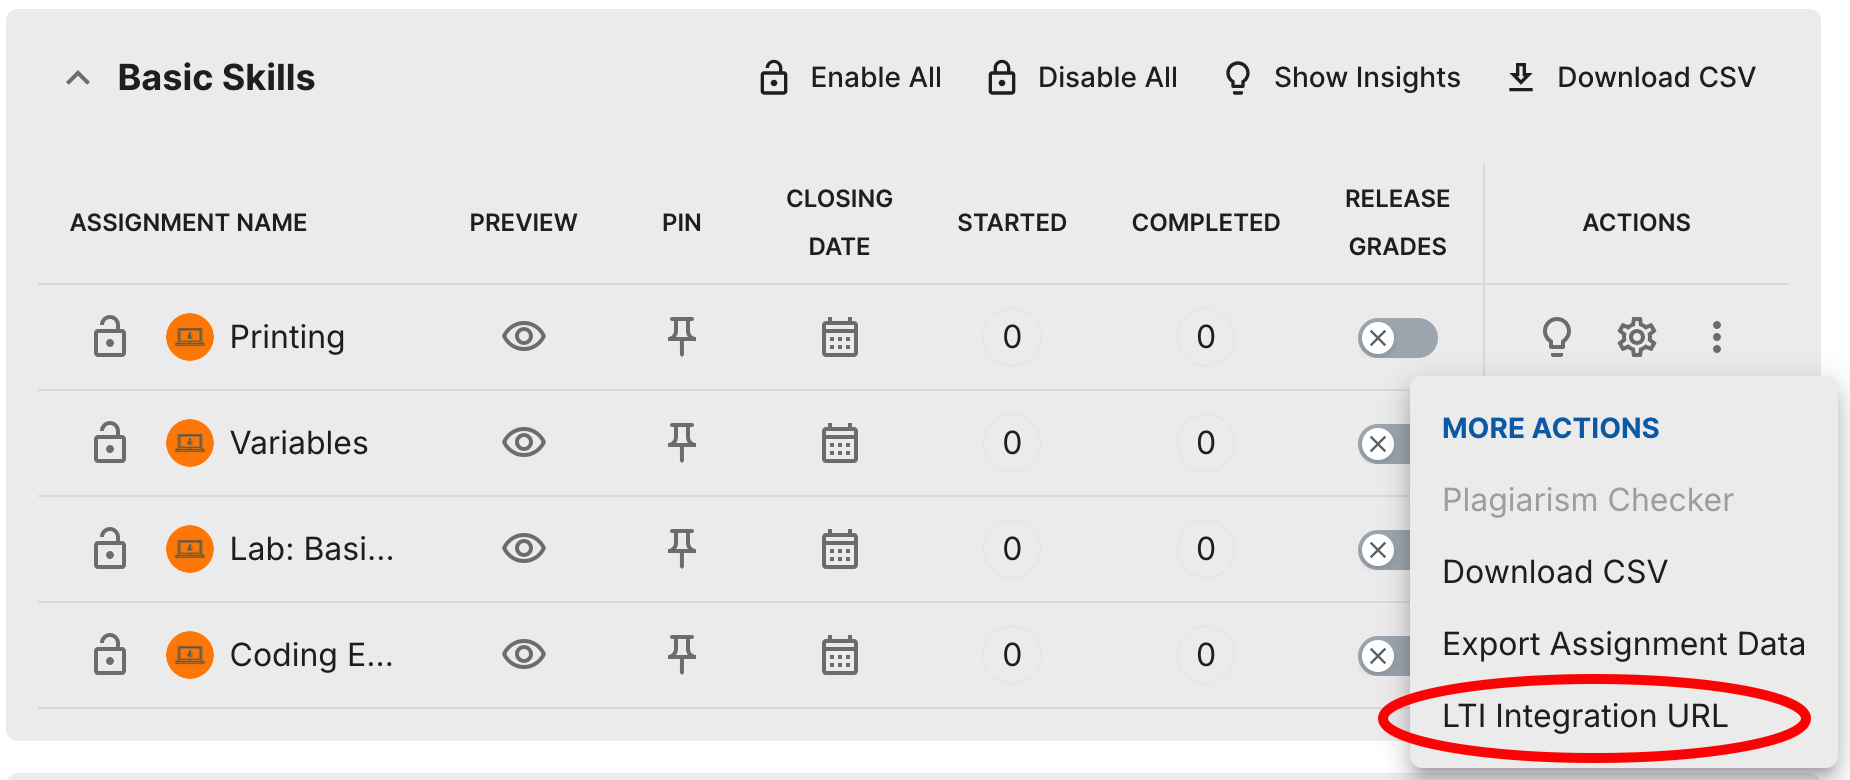 Basic Skills Enable All Disable All Show Insights Download CSV
ASSIGNMENT NAME PREVIEW PIN CLOSING DATE STARTED COMPLETED RELEASE GRADES ACTIONS
Printing 0 0
Variables 0 0
Lab: Basi... 0 0
Coding E... 0 0
MORE ACTIONS
Plagiarism Checker
Download CSV
Export Assignment Data
LTI Integration URL